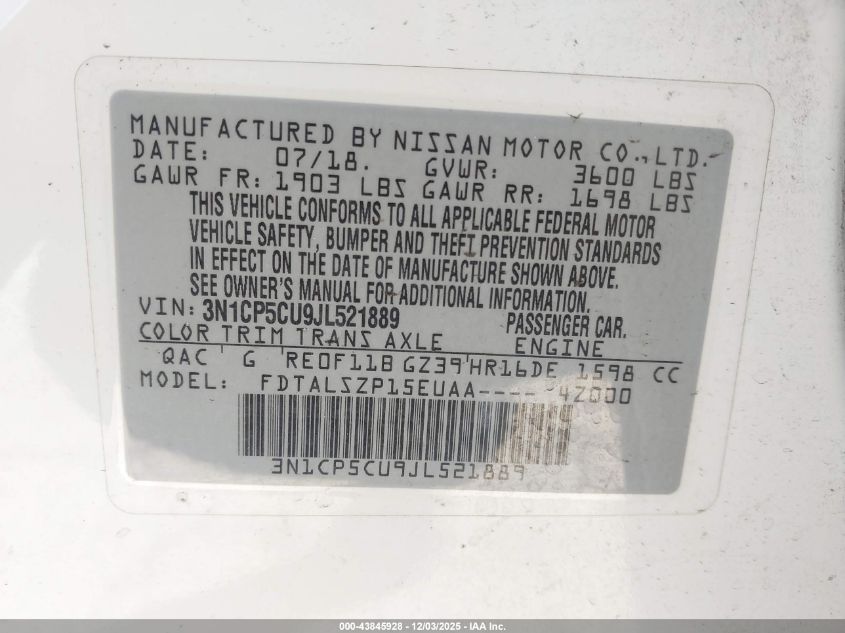 MANUFACTURED BY NISSAN MOTOR CO., LTD.
DATE: 07/18. GVWR: 3600 LBS
GAWR FR: 1903 LBS GAWR RR: 1698 LBS
THIS VEHICLE CONFORMS TO ALL APPLICABLE FEDERAL MOTOR
VEHICLE SAFETY, BUMPER AND THEFT PREVENTION STANDARDS
IN EFFECT ON THE DATE OF MANUFACTURE SHOWN ABOVE.
SEE OWNER'S MANUAL FOR ADDITIONAL INFORMATION.
VIN: 3N1CP5CU9JL521889 PASSENGER CAR.
COLOR TRIM TRANS AXLE ENGINE
QAC G RE0F11B GZ39 HR16DE 1598 CC
MODEL: FDTALSZP15EUAA---- 4Z000
3N1CP5CU9JL521889
000-43845928 - 12/03/2025 - IAA Inc.